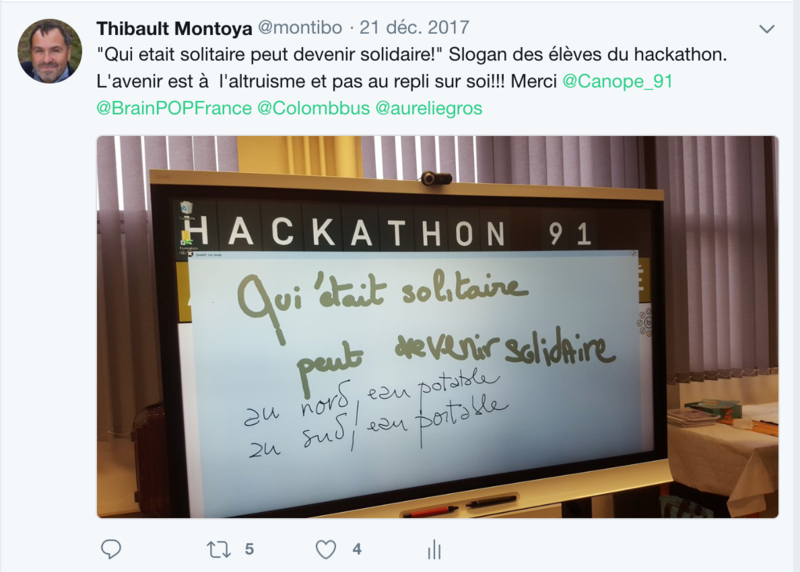 Thibault Montoya @montibo · 21 déc. 2017
"Qui etait solitaire peut devenir solidaire!" Slogan des élèves du hackathon.
L'avenir est à l'altruisme et pas au repli sur soi!!! Merci @Canope_91
@BrainPOPFrance @Colombbus @aureliegros
HACKATHON 91
Qui 'était solitaire
peut devenir solidaire
au nord, eau potable
au sud, eau portable
5 4